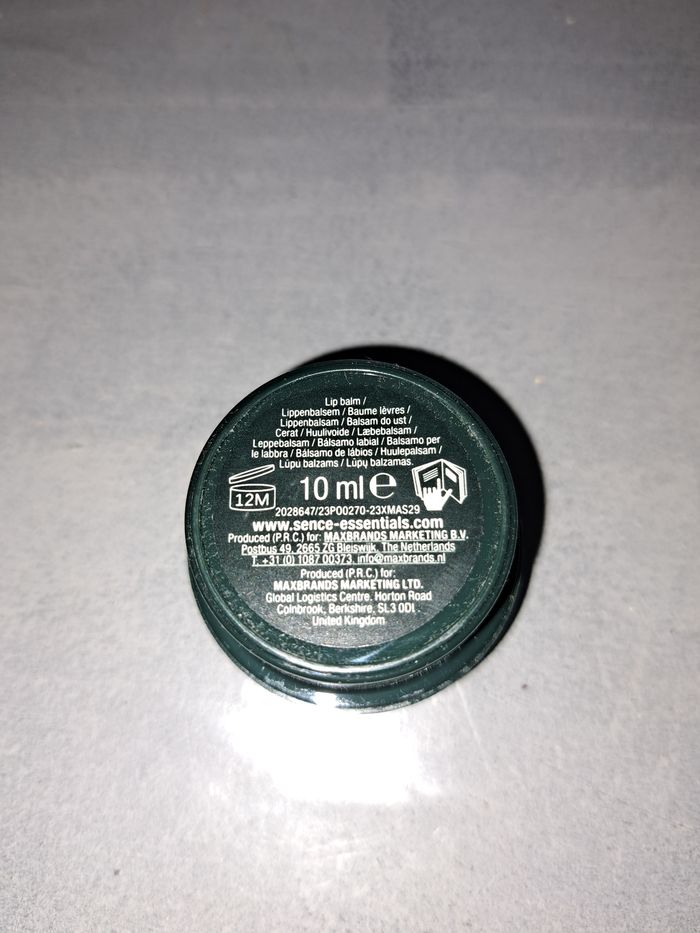 Lip balm /
Lippenbalsem / Baume lèvres /
Lippenbalsam / Balsam do ust /
Cerat / Huulivoide / Læbebalsam /
Leppebalsam / Bálsamo labial / Balsamo per
le labbra / Bálsamo de lábios / Huulepalsam /
Lūpu balzams / Lūpų balzamas.
12M
10 ml ℮
2028647/23PO0270-23XMAS29
www.sence-essentials.com
Produced (P.R.C.) for: MAXBRANDS MARKETING B.V.
Postbus 49, 2665 ZG Bleiswijk, The Netherlands
T. +31 (0) 1087 00373, info@maxbrands.nl
Produced (P.R.C.) for:
MAXBRANDS MARKETING LTD.
Global Logistics Centre, Horton Road
Colnbrook, Berkshire, SL3 0DL
United Kingdom